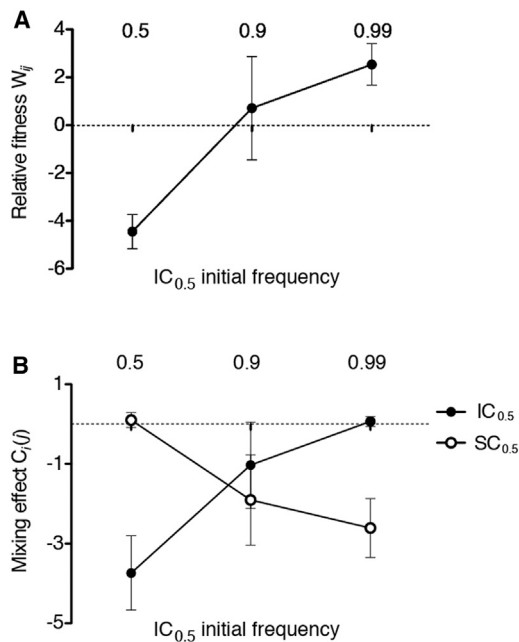 A
4
0.5 0.9 0.99
2
0
-2
-4
-6
Relative fitness Wij
IC0.5 initial frequency
B
0.5 0.9 0.99
1
-1
-3
-5
Mixing effect Ci(j)
IC0.5
SC0.5
IC0.5 initial frequency